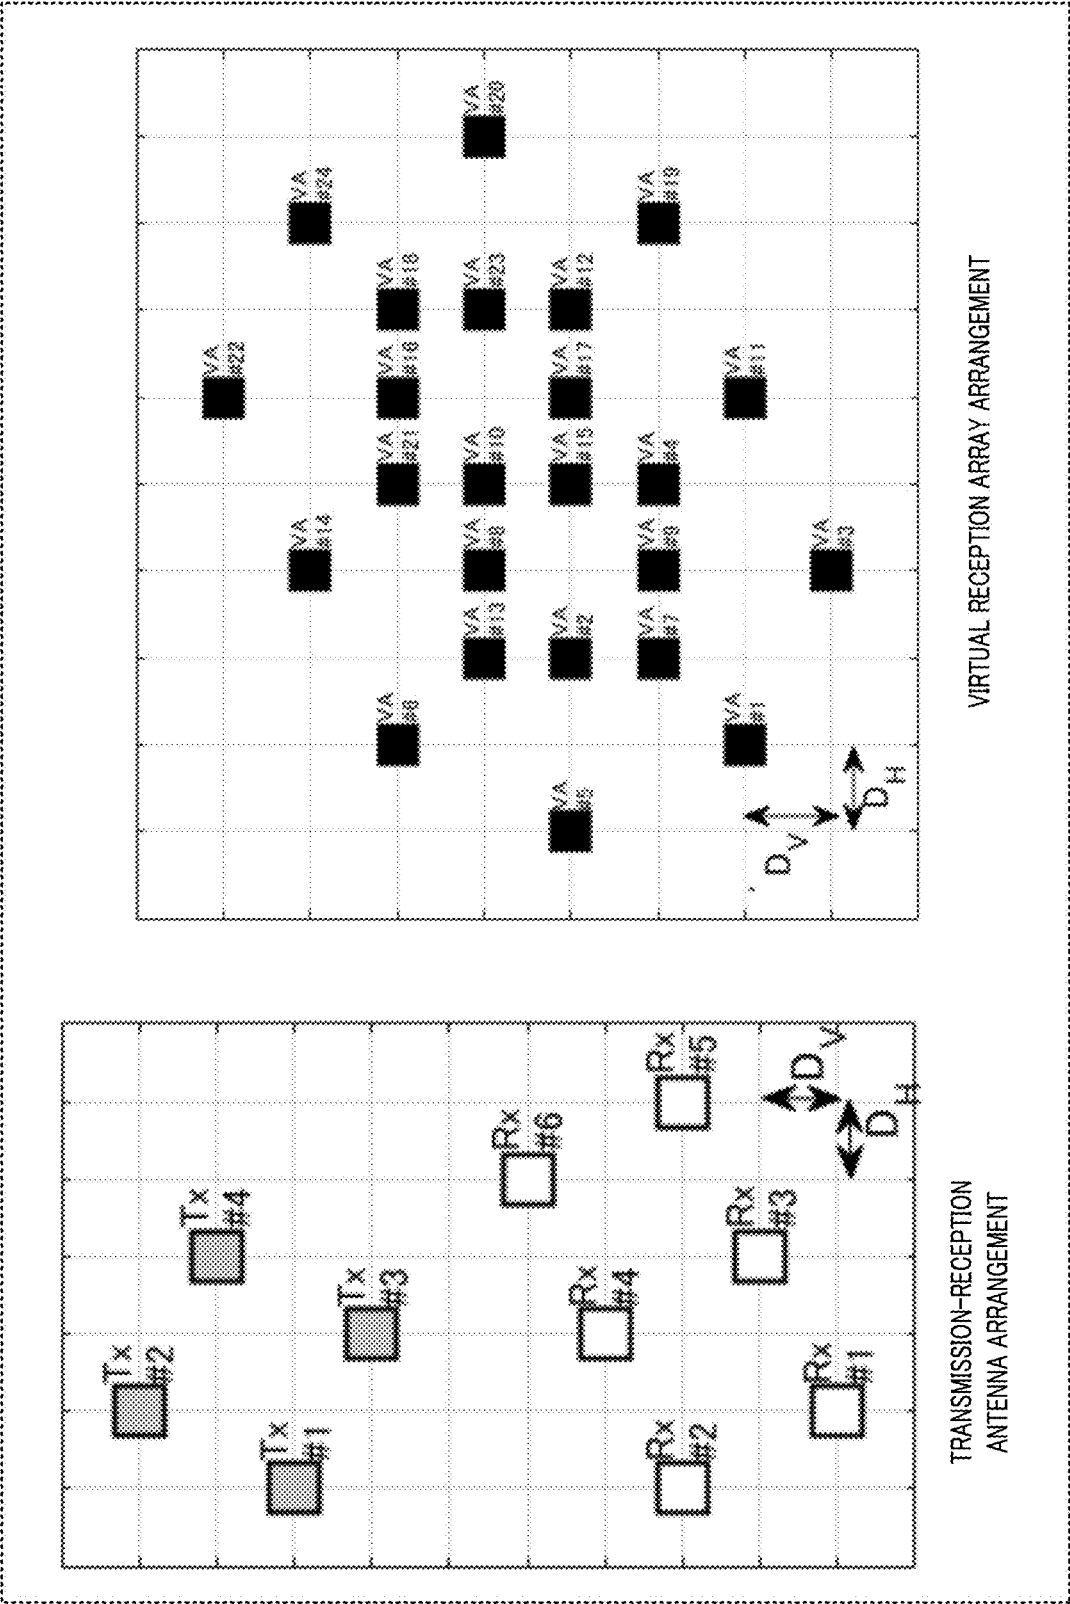 Tx
#2
Tx
#4
Tx
#1
Tx
#3
Rx
#6
Rx
#4
Rx
#2
Rx
#5
Rx
#3
Rx
#1
DV
DH
TRANSMISSION-RECEPTION
ANTENNA ARRANGEMENT
VA
#22
VA
#14
VA
#24
VA
#6
VA
#21
VA
#16
VA
#18
VA
#13
VA
#8
VA
#10
VA
#23
VA
#20
VA
#5
VA
#2
VA
#15
VA
#17
VA
#12
VA
#7
VA
#9
VA
#4
VA
#19
VA
#1
VA
#11
VA
#3
DV
DH
VIRTUAL RECEPTION ARRAY ARRANGEMENT